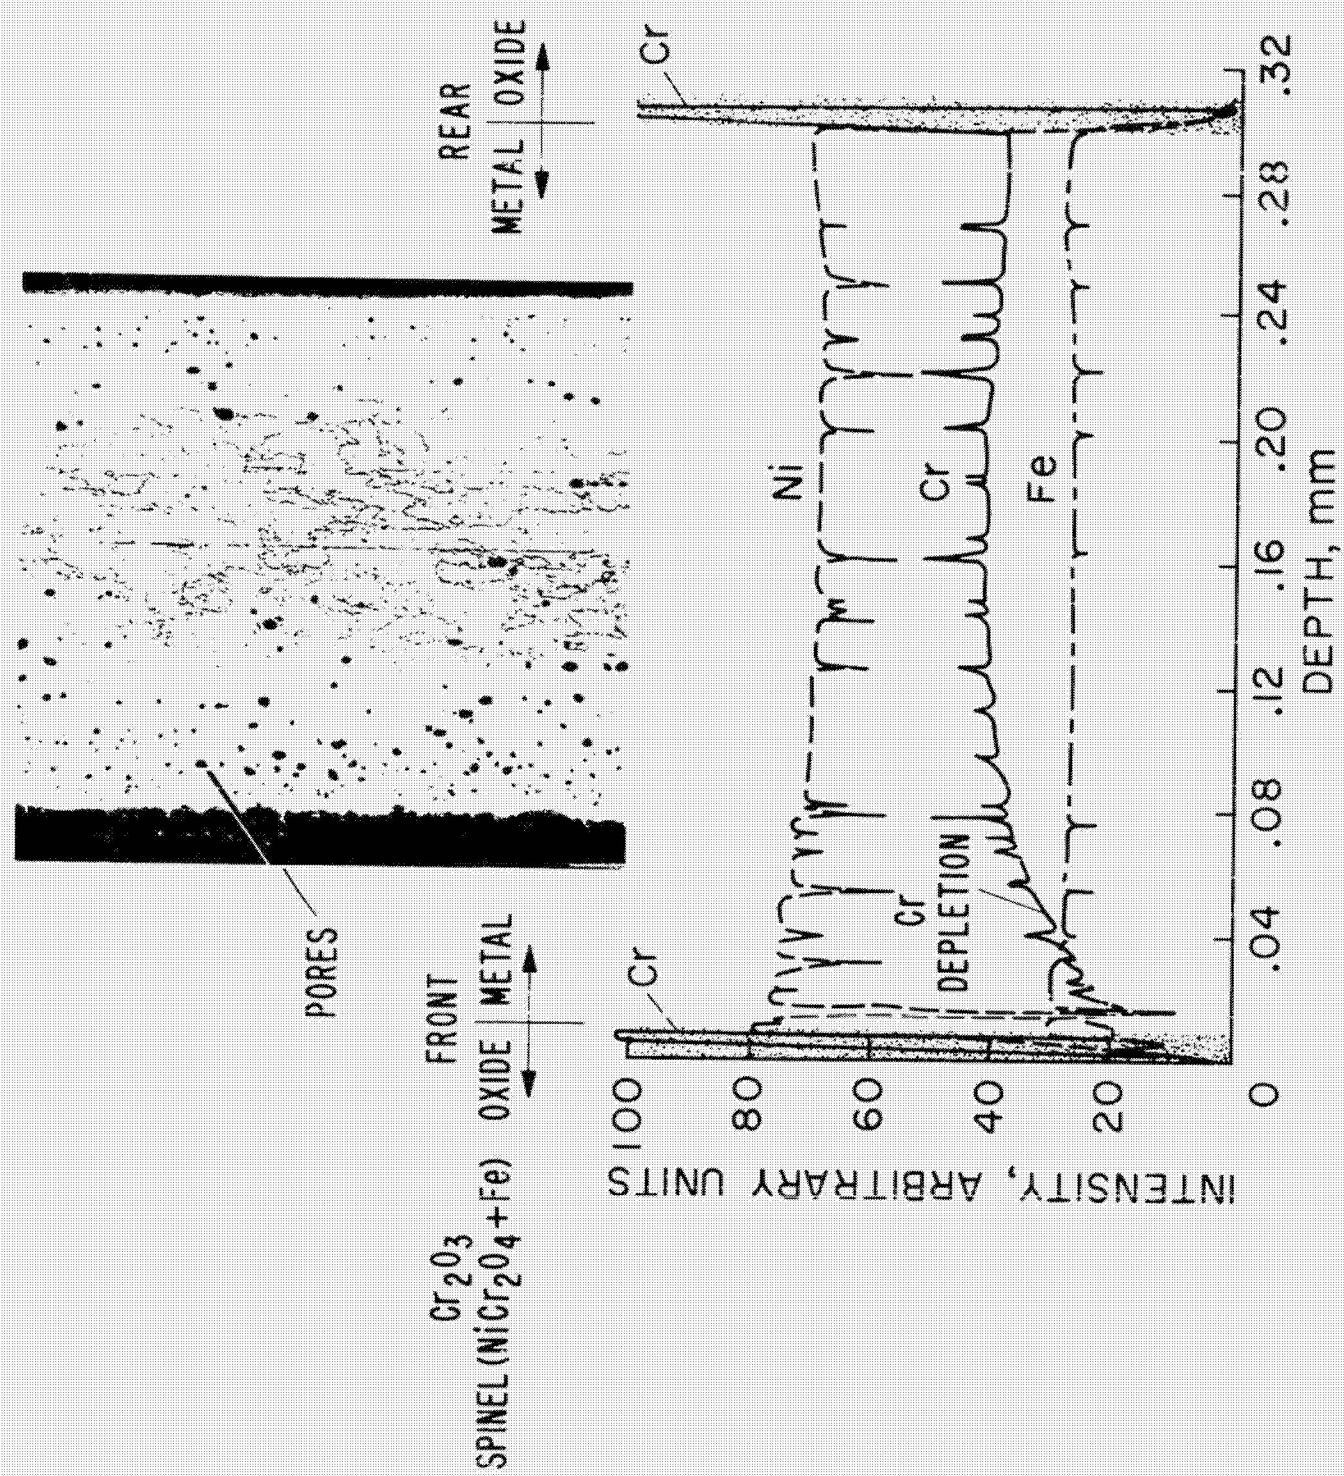 PORES
FRONT
OXIDE METAL
Cr2O3
SPINEL (NiCr2O4+Fe)
REAR
METAL OXIDE
Cr
Cr
Ni
Cr
Fe
Cr
DEPLETION
100
80
60
40
20
0
INTENSITY, ARBITRARY UNITS
.04
.08
.12
.16
.20
.24
.28
.32
DEPTH, mm